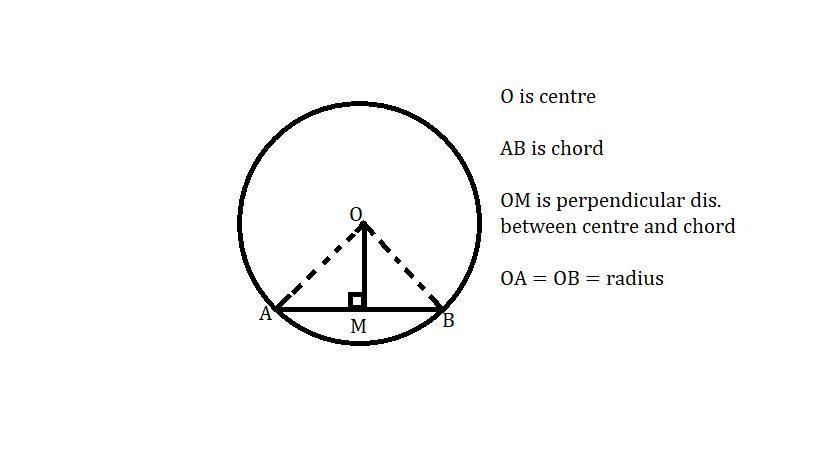 O is centre
AB is chord
OM is perpendicular dis.
between centre and chord
OA = OB = radius
O
A
M
B